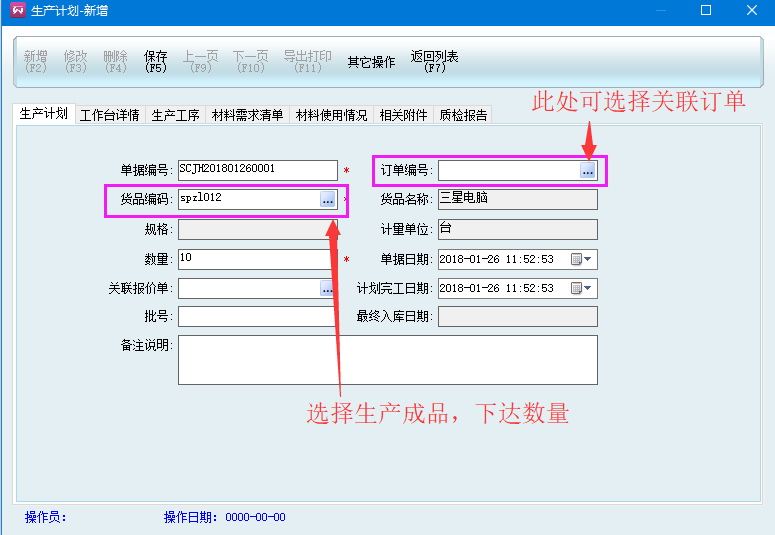 生产计划-新增
新增 修改 删除 保存 上一页 下一页 导出打印 其它操作 返回列表
(F2) (F3) (F4) (F5) (F9) (F10) (F11) (F7)
生产计划 工作台详情 生产工序 材料需求清单 材料使用情况 相关附件 质检报告
此处可选择关联订单
单据编号: SCJH201801260001 * 订单编号: ...
货品编码: spzl012 ... * 货品名称: 三星电脑
规格: 计量单位: 台
数量: 10 * 单据日期: 2018-01-26 11:52:53
关联报价单: ... 计划完工日期: 2018-01-26 11:52:53
批号: 最终入库日期:
备注说明:
选择生产成品，下达数量
操作员: 操作日期: 0000-00-00